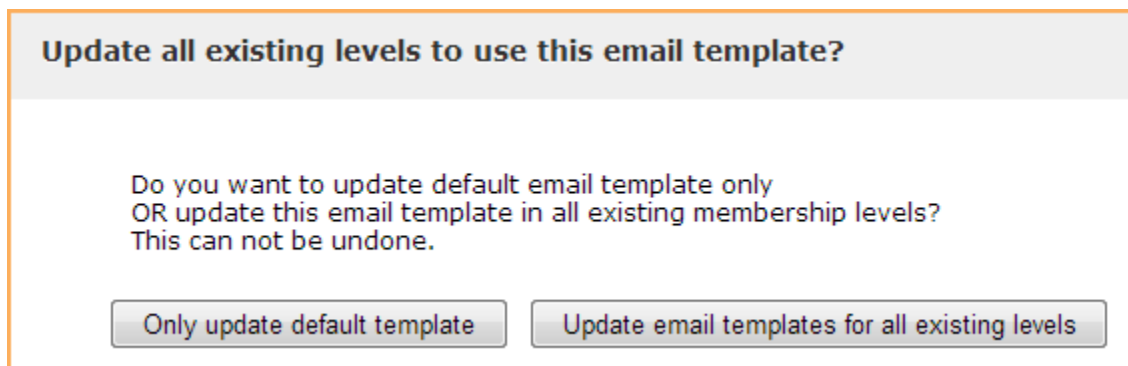 Update all existing levels to use this email template?
Do you want to update default email template only
OR update this email template in all existing membership levels?
This can not be undone.
Only update default template
Update email templates for all existing levels